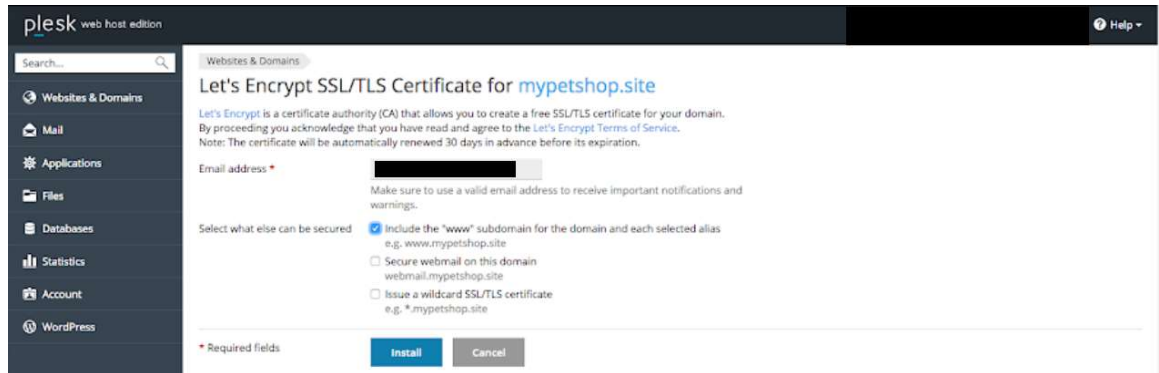 plesk web host edition
Help
Search...
Websites & Domains
Mail
Applications
Files
Databases
Statistics
Account
WordPress
Websites & Domains
Let's Encrypt SSL/TLS Certificate for mypetshop.site
Let's Encrypt is a certificate authority (CA) that allows you to create a free SSL/TLS certificate for your domain.
By proceeding you acknowledge that you have read and agree to the Let's Encrypt Terms of Service.
Note: The certificate will be automatically renewed 30 days in advance before its expiration.
Email address *
Make sure to use a valid email address to receive important notifications and
warnings.
Select what else can be secured
Include the "www" subdomain for the domain and each selected alias
e.g. www.mypetshop.site
Secure webmail on this domain
webmail.mypetshop.site
Issue a wildcard SSL/TLS certificate
e.g. *.mypetshop.site
* Required fields
Install
Cancel